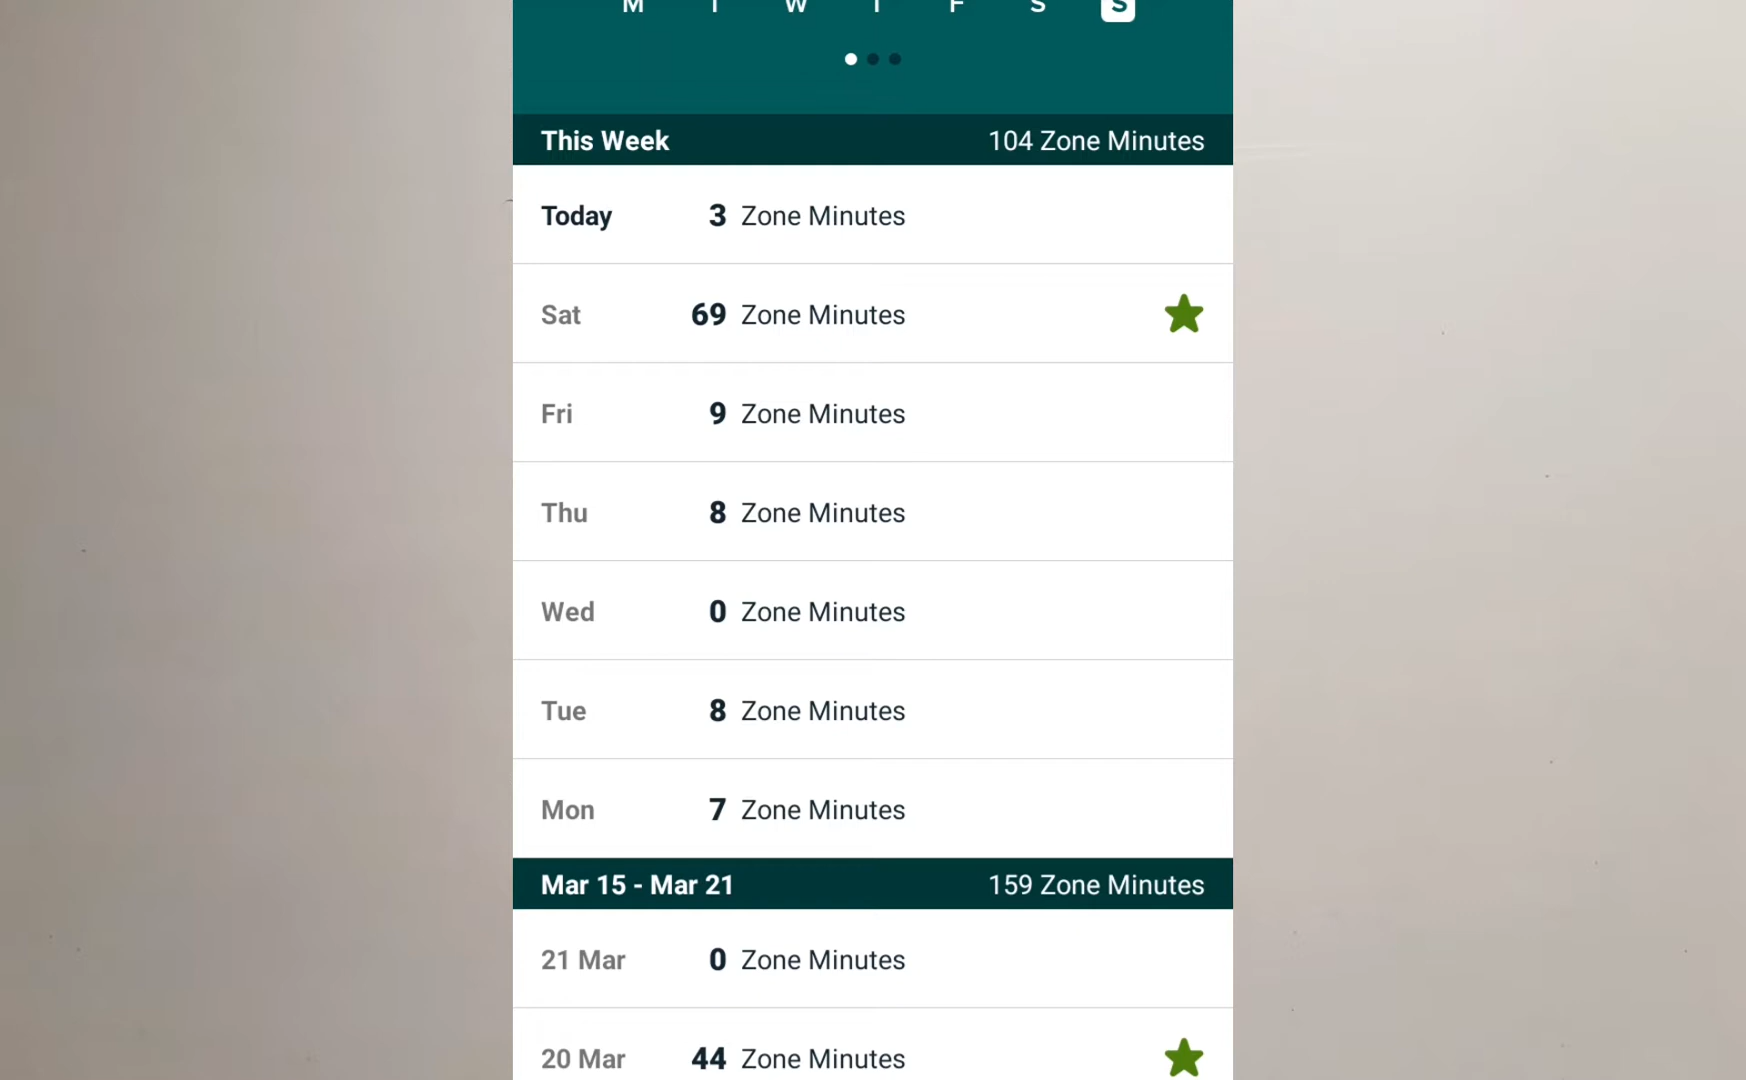 M T W T F S S
This Week 104 Zone Minutes
Today 3 Zone Minutes
Sat 69 Zone Minutes
Fri 9 Zone Minutes
Thu 8 Zone Minutes
Wed 0 Zone Minutes
Tue 8 Zone Minutes
Mon 7 Zone Minutes
Mar 15 - Mar 21 159 Zone Minutes
21 Mar 0 Zone Minutes
20 Mar 44 Zone Minutes